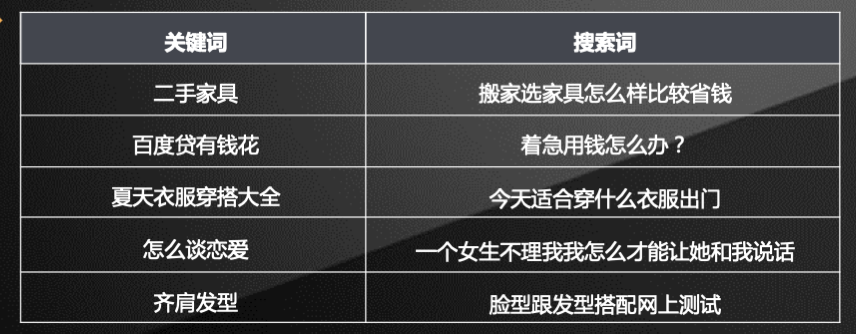 关键词 搜索词
二手家具 搬家选家具怎么样比较省钱
百度贷有钱花 着急用钱怎么办？
夏天衣服穿搭大全 今天适合穿什么衣服出门
怎么谈恋爱 一个女生不理我我怎么才能让她和我说话
齐肩发型 脸型跟发型搭配网上测试